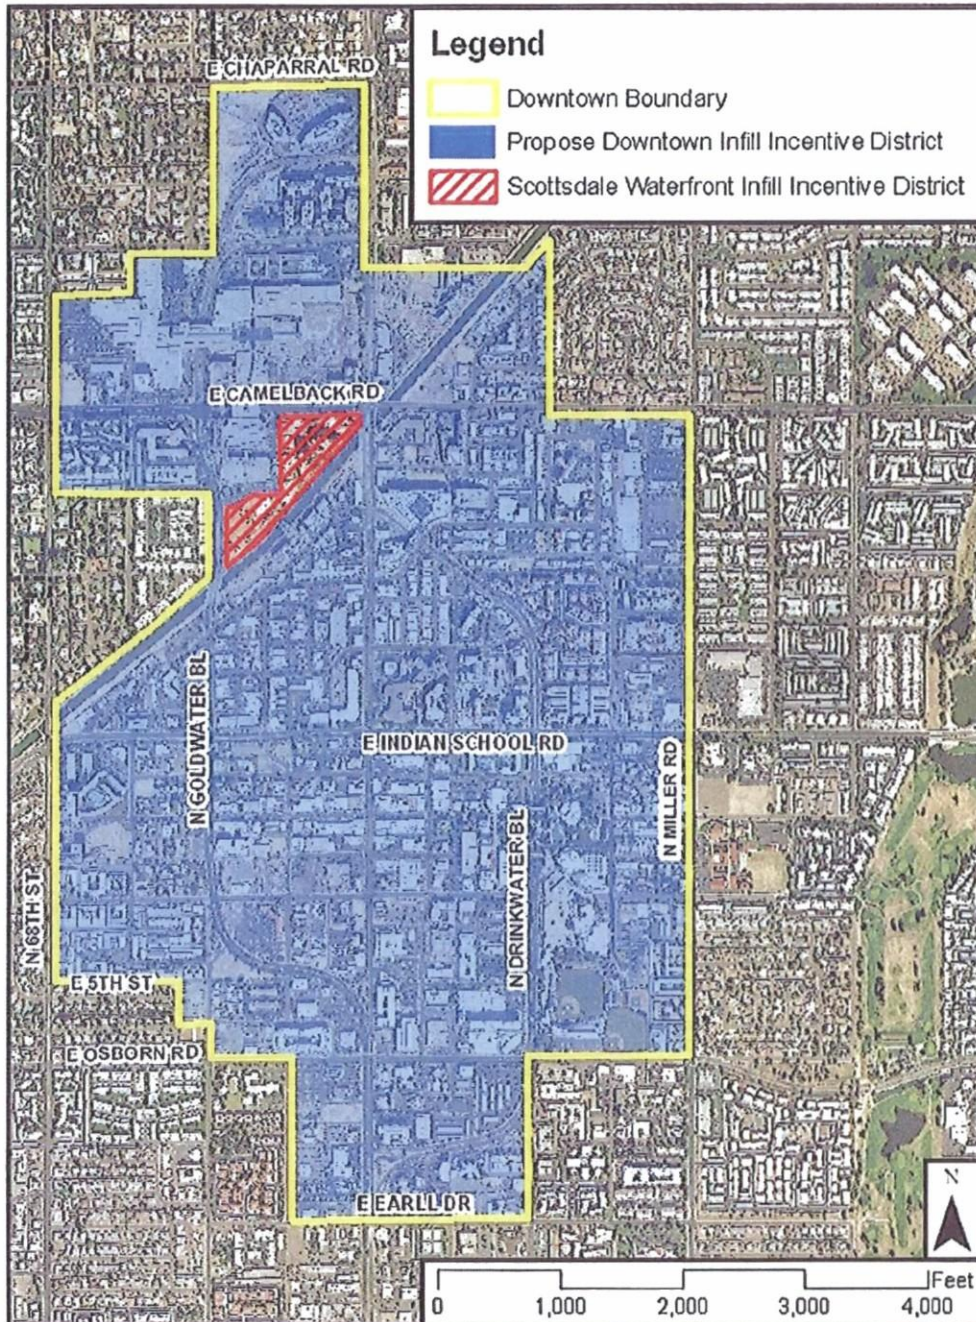 Legend
Downtown Boundary
Propose Downtown Infill Incentive District
Scottsdale Waterfront Infill Incentive District
E CHAPARRAL RD
E CAMELBACK RD
N GOLDWATER BL
E INDIAN SCHOOL RD
N MILLER RD
N DRINKWATER BL
N 68TH ST
E 5TH ST
E OSBORN RD
E EARLL DR
N
Feet
0 1,000 2,000 3,000 4,000